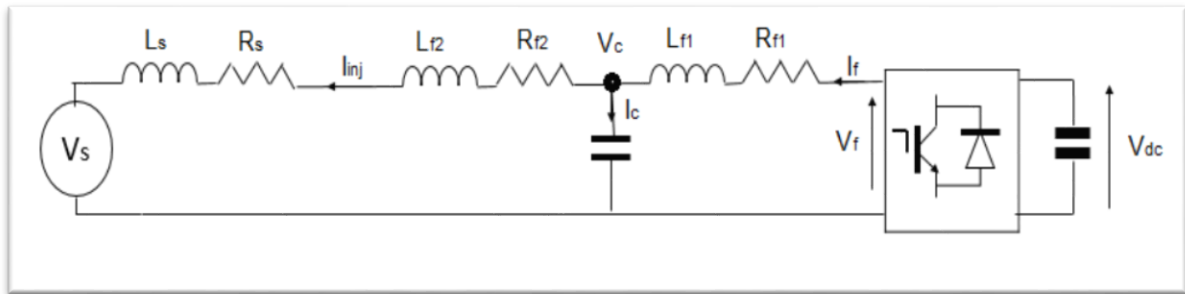 Ls Rs Iinj Lf2 Rf2 Vc Lf1 Rf1 If
Ic
Vs Vf Vdc